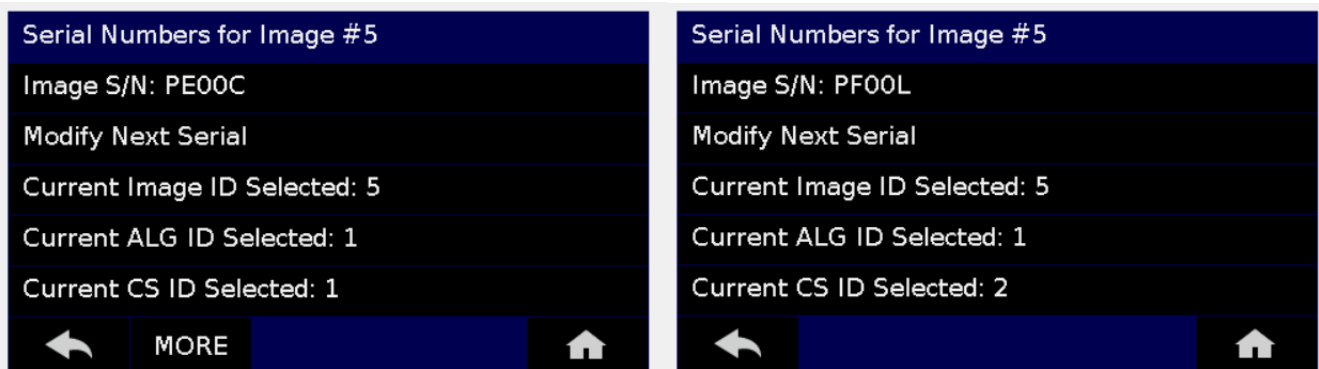 Serial Numbers for Image #5
Image S/N: PE00C
Modify Next Serial
Current Image ID Selected: 5
Current ALG ID Selected: 1
Current CS ID Selected: 1
MORE
Serial Numbers for Image #5
Image S/N: PF00L
Modify Next Serial
Current Image ID Selected: 5
Current ALG ID Selected: 1
Current CS ID Selected: 2